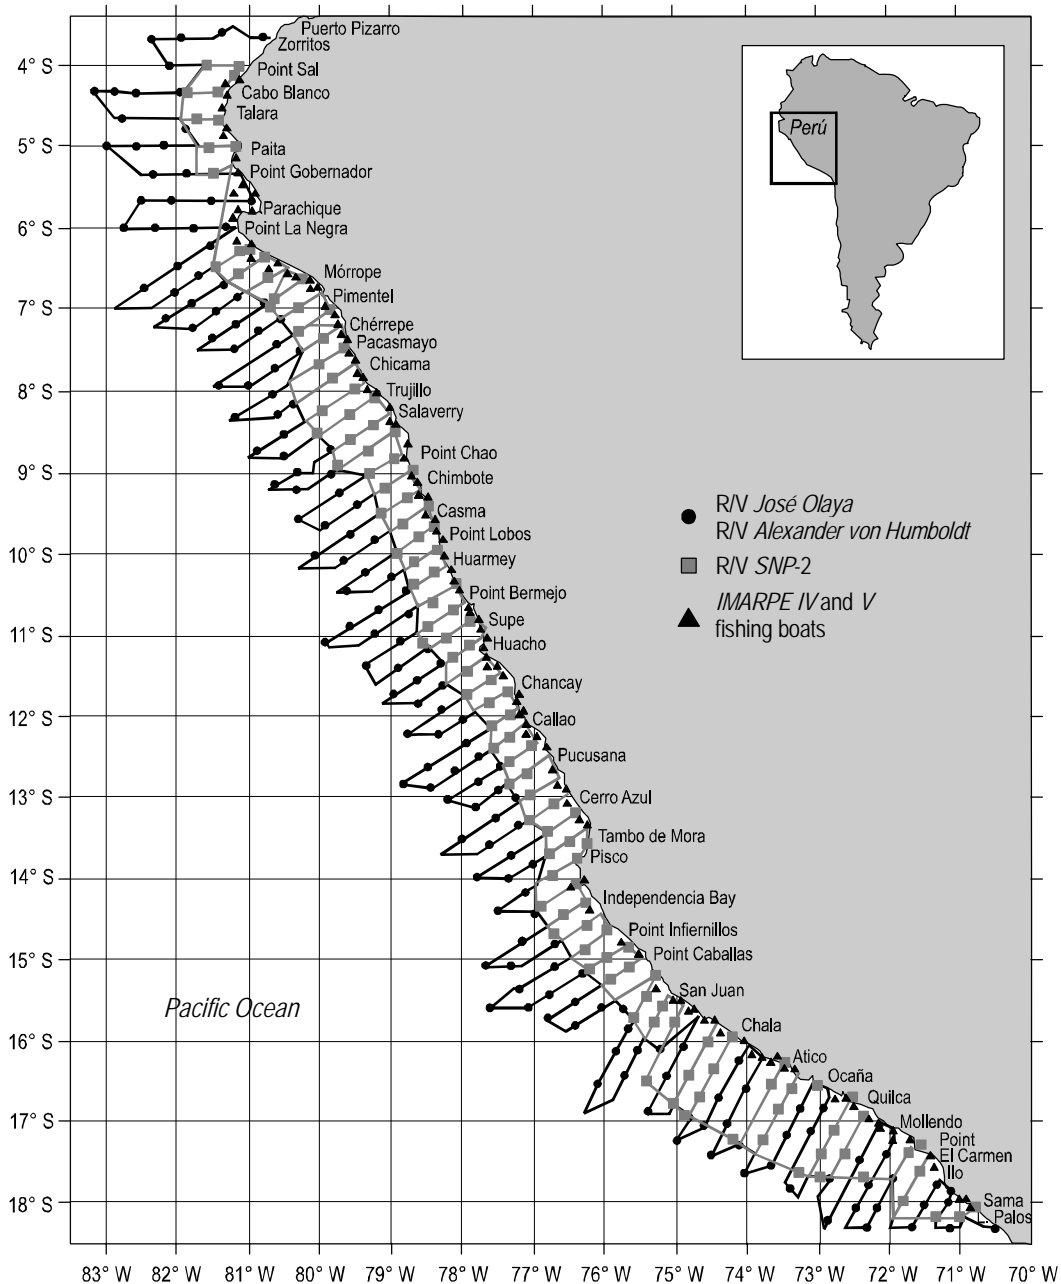 Puerto Pizarro
Zorritos
4° S
Point Sal
Cabo Blanco
Talara
5° S
Paita
Point Gobernador
Parachique
6° S
Point La Negra
Mórrope
Pimentel
7° S
Chérrepe
Pacasmayo
Chicama
8° S
Trujillo
Salaverry
Point Chao
9° S
Chimbote
Casma
Point Lobos
10° S
Huarmey
Point Bermejo
Supe
11° S
Huacho
Chancay
12° S
Callao
Pucusana
13° S
Cerro Azul
Tambo de Mora
Pisco
14° S
Independencia Bay
Point Infiernillos
15° S
Point Caballas
San Juan
16° S
Chala
Atico
Ocaña
17° S
Quilca
Mollendo
Point
El Carmen
Ilo
18° S
Sama
Palos
Perú
R/V José Olaya
R/V Alexander von Humboldt
R/V SNP-2
IMARPE IV and V
fishing boats
Pacific Ocean
83° W 82° W 81° W 80° W 79° W 78° W 77° W 76° W 75° W 74° W 73° W 72° W 71° W 70° W